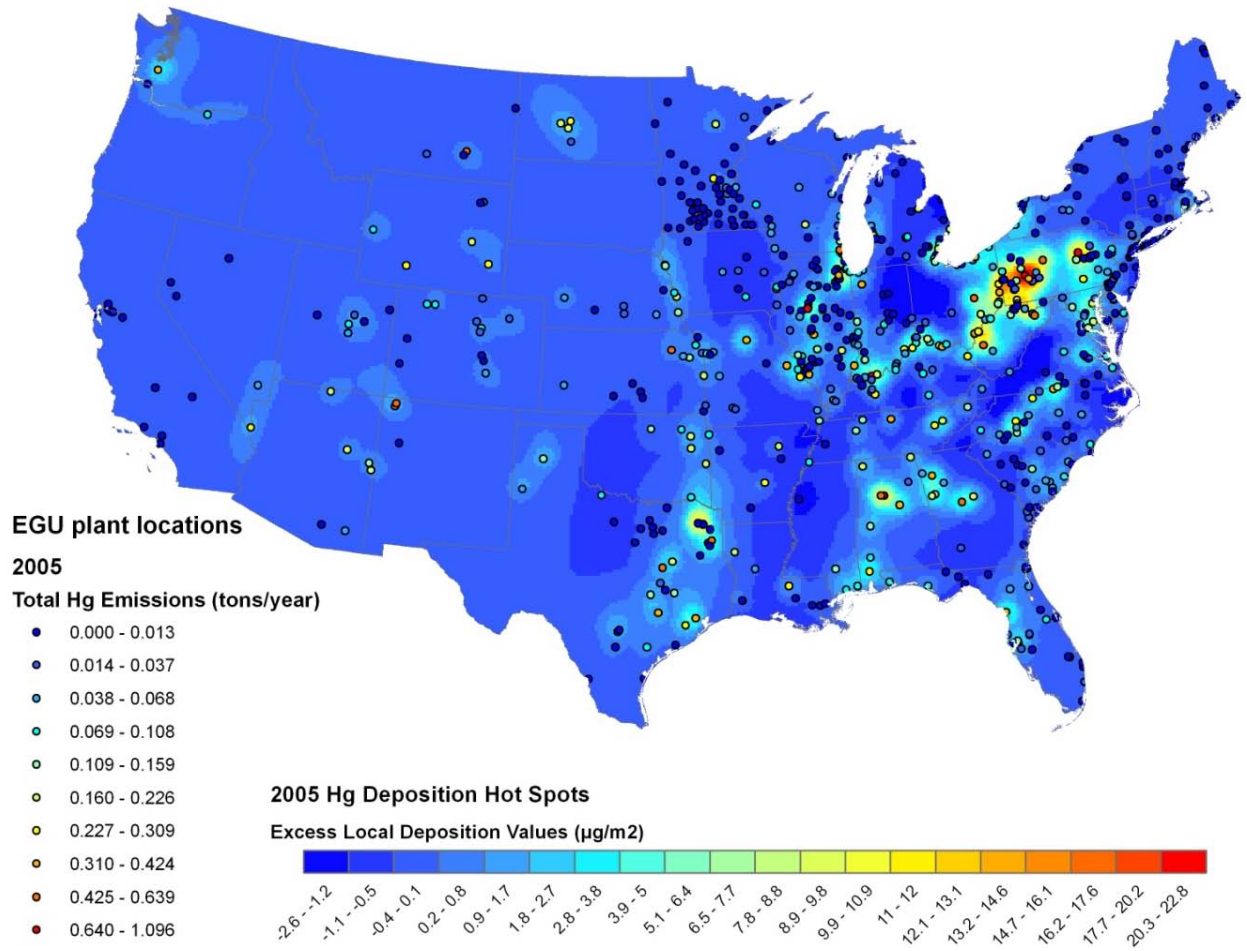 EGU plant locations
2005
Total Hg Emissions (tons/year)
0.000 - 0.013
0.014 - 0.037
0.038 - 0.068
0.069 - 0.108
0.109 - 0.159
0.160 - 0.226
0.227 - 0.309
0.310 - 0.424
0.425 - 0.639
0.640 - 1.096
2005 Hg Deposition Hot Spots
Excess Local Deposition Values (µg/m2)
-2.6 - -1.2
-1.1 - -0.5
-0.4 - 0.1
0.2 - 0.8
0.9 - 1.7
1.8 - 2.7
2.8 - 3.8
3.9 - 5
5.1 - 6.4
6.5 - 7.7
7.8 - 8.8
8.9 - 9.8
9.9 - 10.9
11 - 12
12.1 - 13.1
13.2 - 14.6
14.7 - 16.1
16.2 - 17.6
17.7 - 20.2
20.3 - 22.8